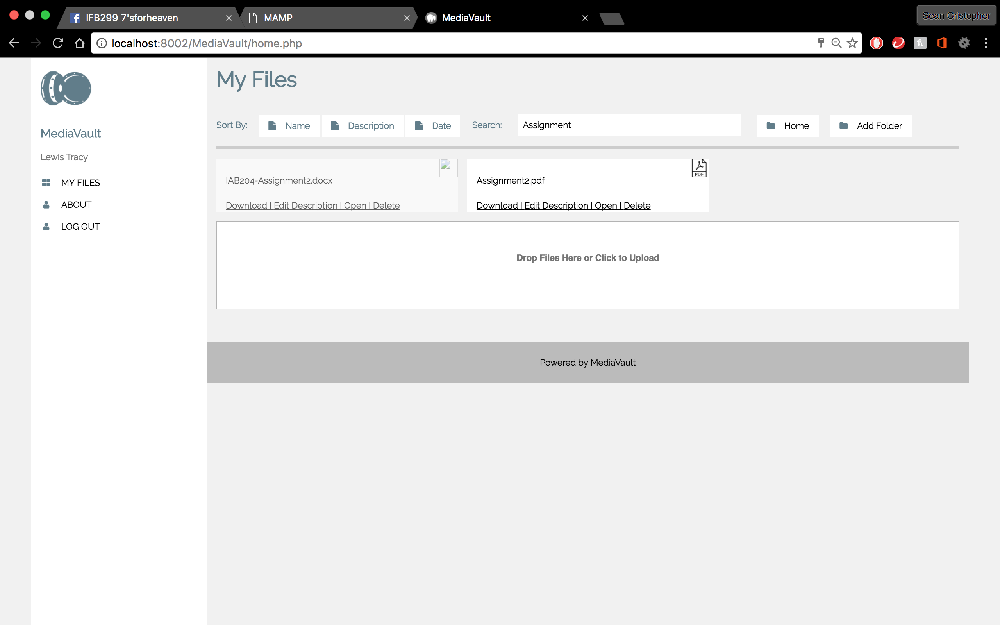 IFB299 7'sforheaven
MAMP
MediaVault
Sean Cristopher
localhost:8002/MediaVault/home.php
MediaVault
Lewis Tracy
MY FILES
ABOUT
LOG OUT
My Files
Sort By: Name Description Date Search: Assignment Home Add Folder
IAB204-Assignment2.docx
Download | Edit Description | Open | Delete
PDF
Assignment2.pdf
Download | Edit Description | Open | Delete
Drop Files Here or Click to Upload
Powered by MediaVault